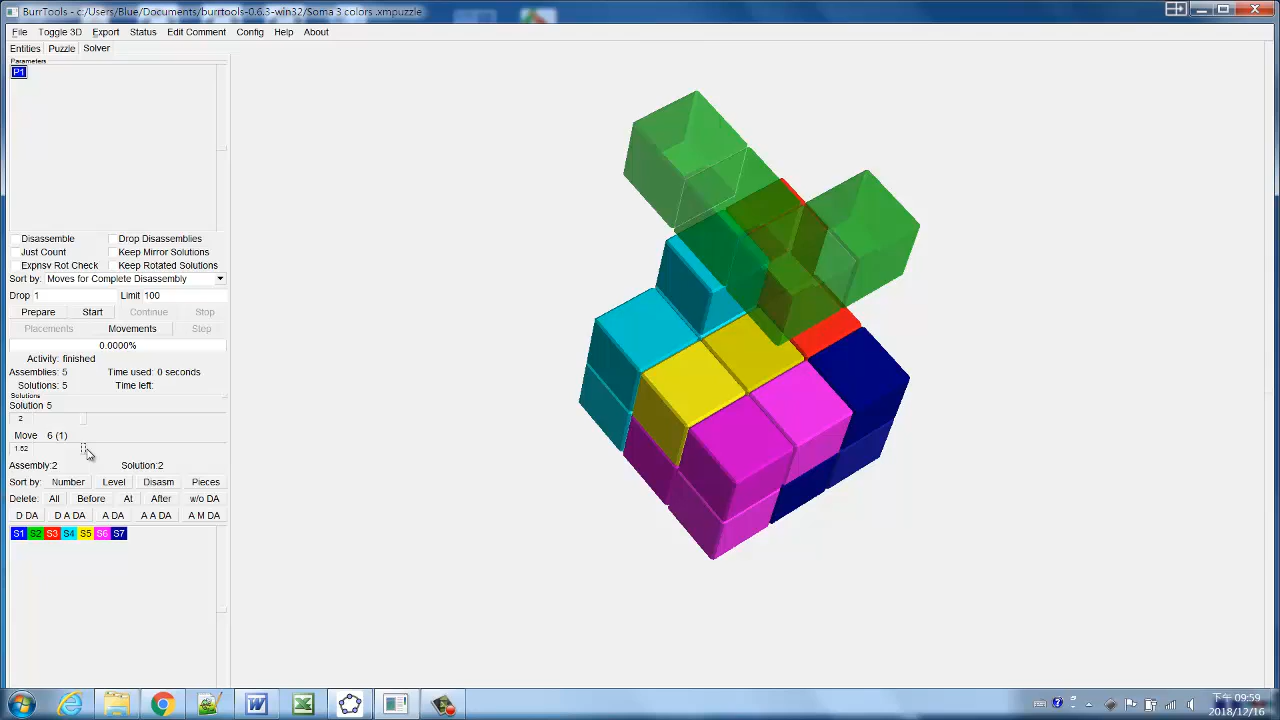 BurrTools - c:/Users/Blue/Documents/burrtools-0.6.3-win32/Soma 3 colors .xmpuzzle
File Toggle 3D Export Status Edit Comment Config Help About
Entities Puzzle Solver
Parameters
P1
Disassemble Drop Disassemblies
Just Count Keep Mirror Solutions
Expnsv Rot Check Keep Rotated Solutions
Sort by: Moves for Complete Disassembly
Drop 1 Limit 100
Prepare Start Continue Stop
Placements Movements Step
0.0000%
Activity: finished
Assemblies: 5 Time used: 0 seconds
Solutions: 5 Time left:
Solutions
Solution 5
2
Move 6 (1)
1.52
Assembly:2 Solution:2
Sort by: Number Level Disasm Pieces
Delete: All Before At After w/o DA
D DA D A DA A DA A A DA A M DA
S1 S2 S3 S4 S5 S6 S7
下午 09:59
2018/12/16